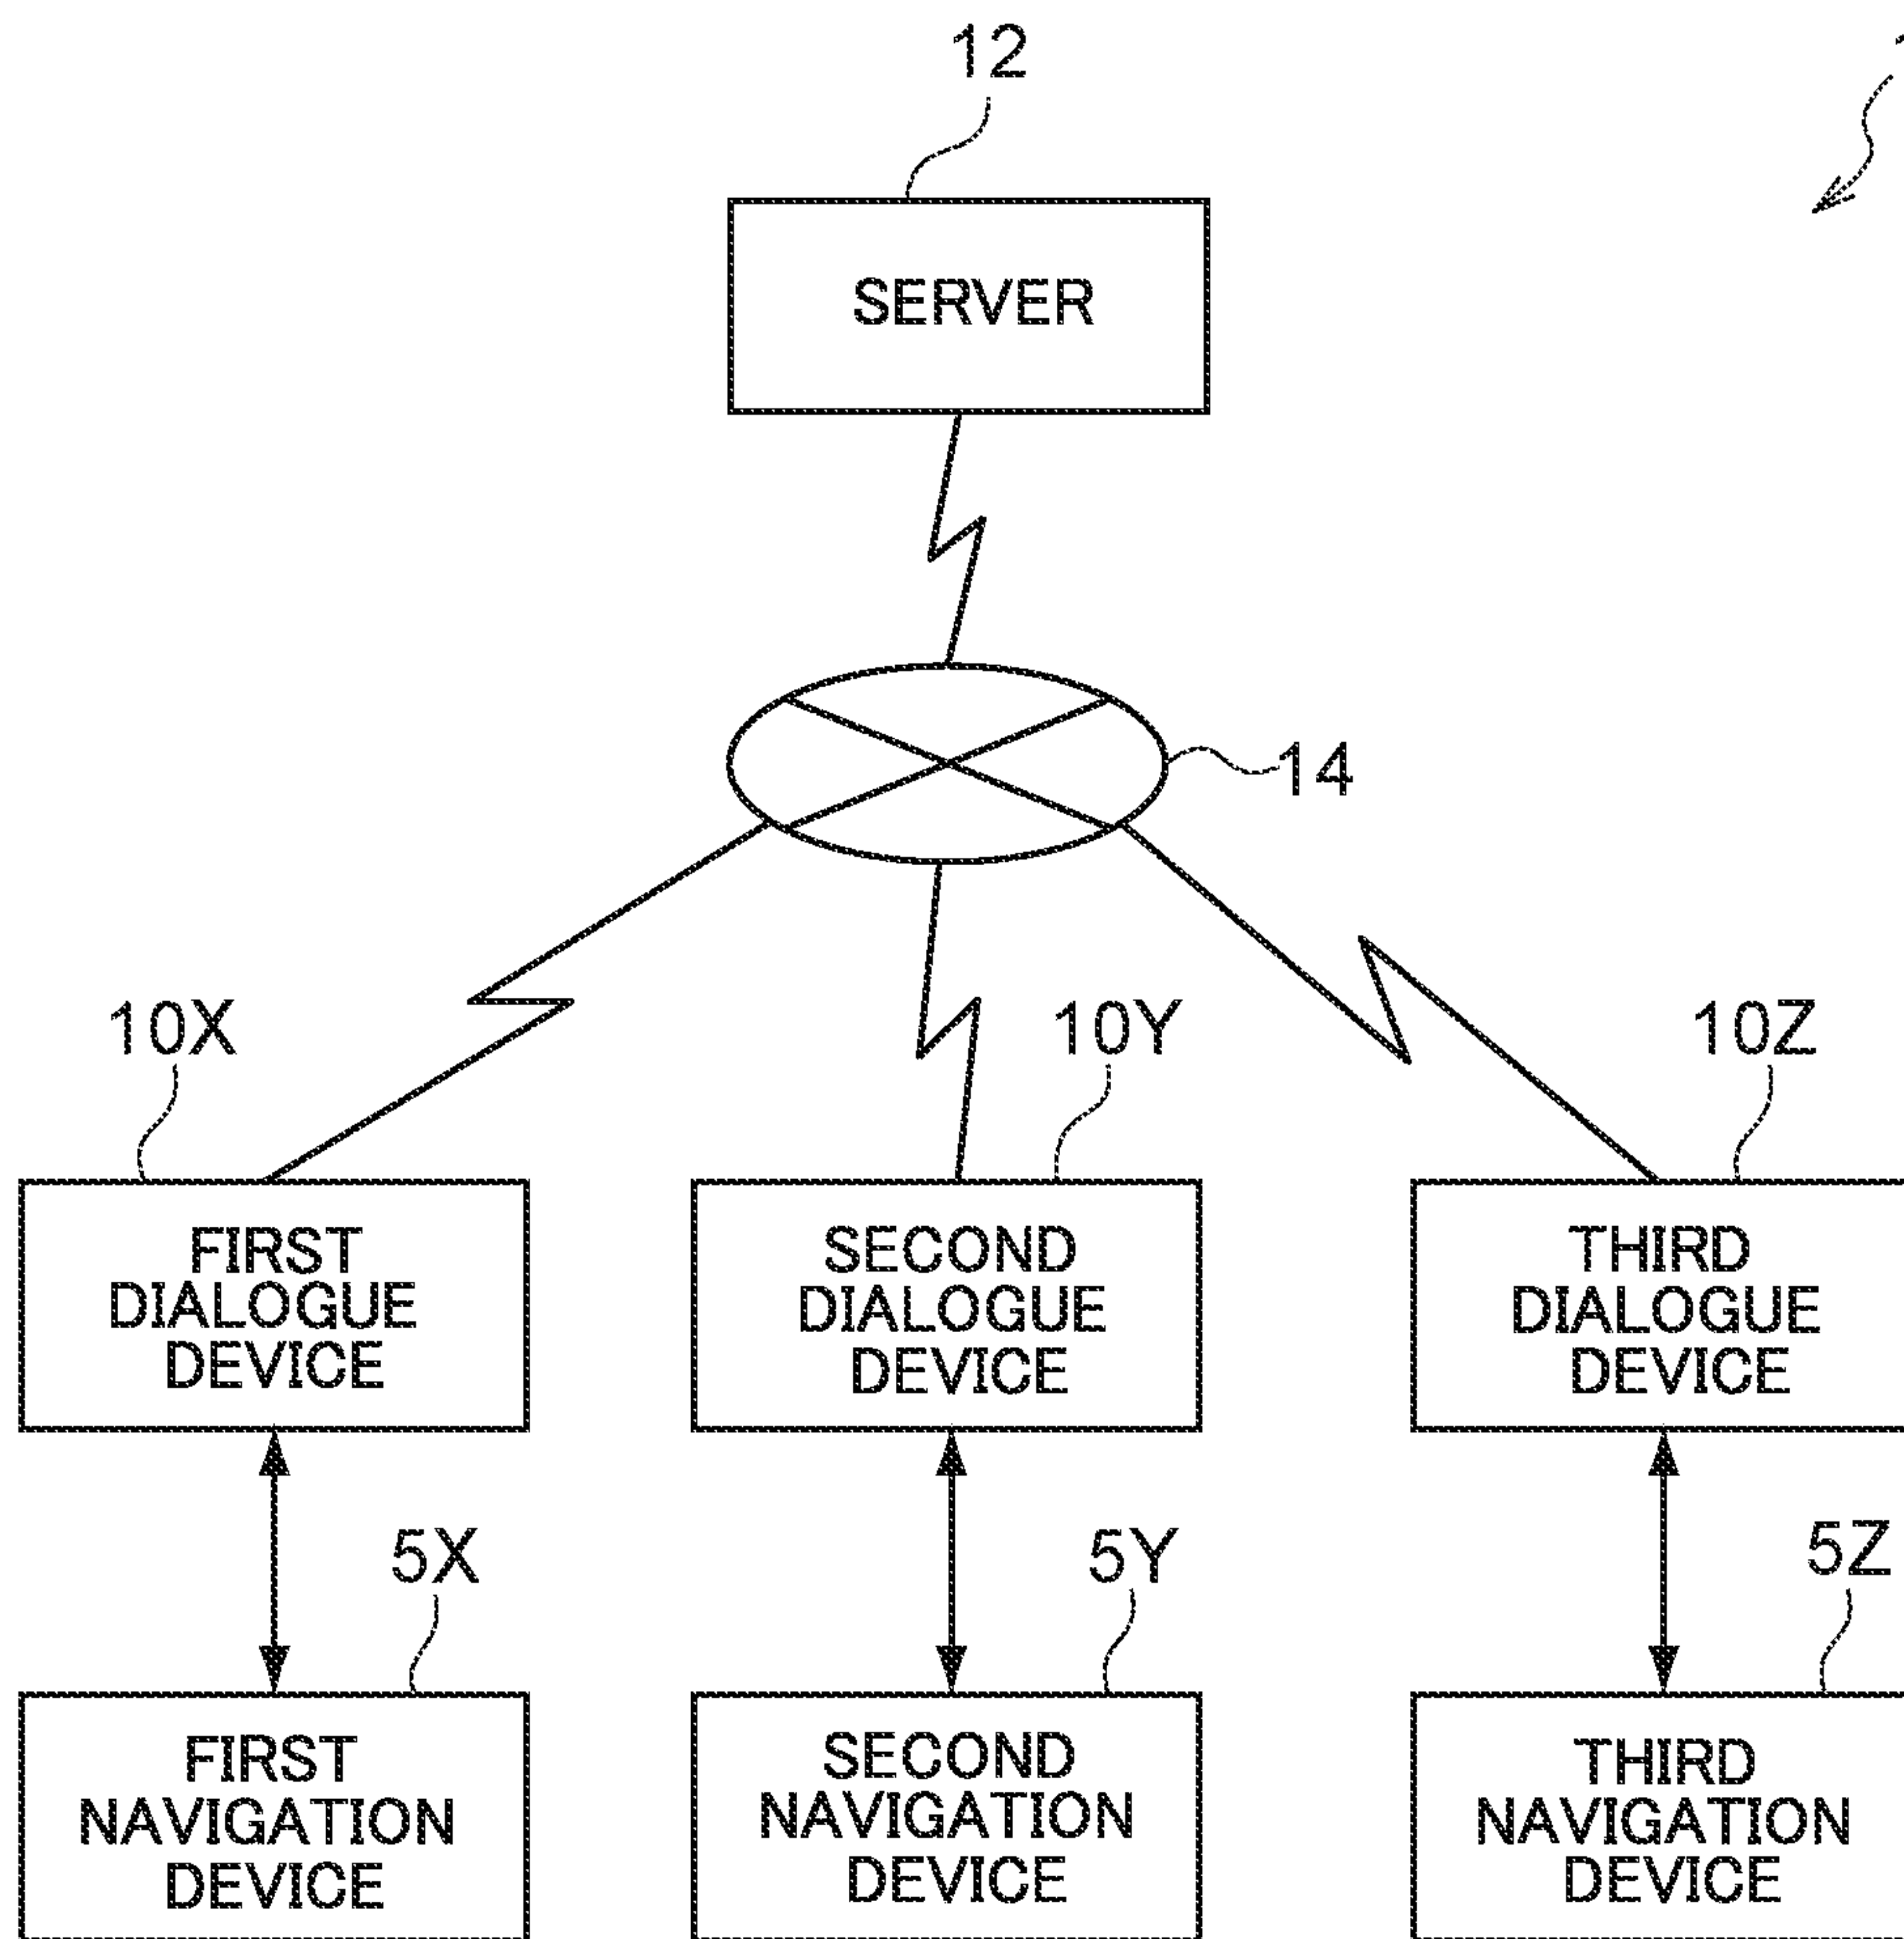 12
SERVER
14
10X
10Y
10Z
FIRST
DIALOGUE
DEVICE
SECOND
DIALOGUE
DEVICE
THIRD
DIALOGUE
DEVICE
5X
5Y
5Z
FIRST
NAVIGATION
DEVICE
SECOND
NAVIGATION
DEVICE
THIRD
NAVIGATION
DEVICE